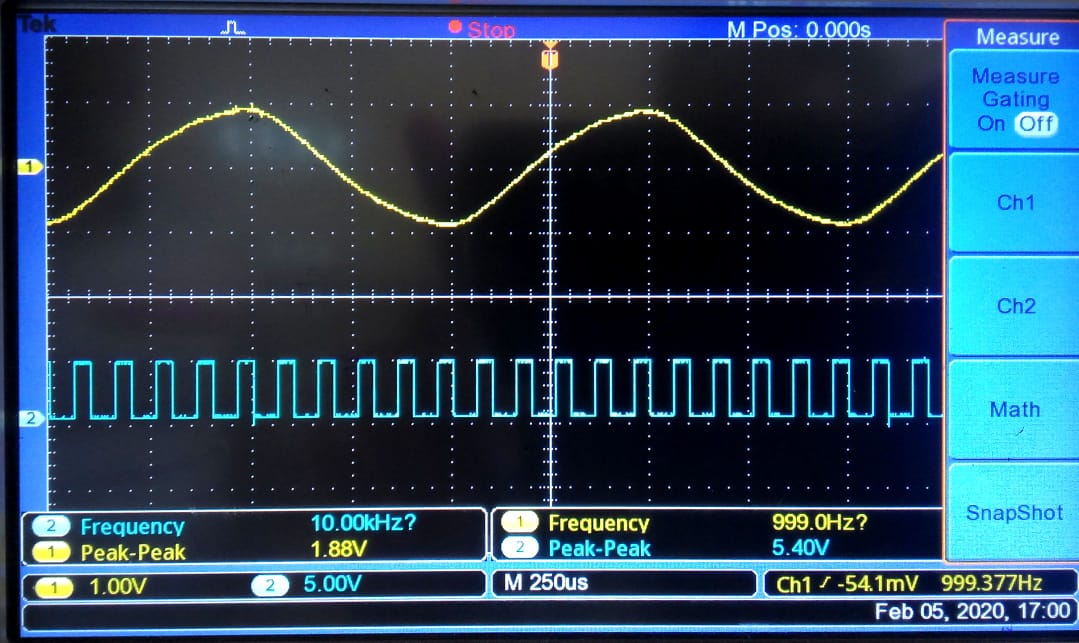 Tek Stop M Pos: 0.000s
Measure
Measure
Gating
On Off
T
1
Ch1
Ch2
2
Math
SnapShot
2 Frequency 10.00kHz? 1 Frequency 999.0Hz?
1 Peak-Peak 1.88V 2 Peak-Peak 5.40V
1 1.00V 2 5.00V M 250us Ch1 -54.1mV 999.377Hz
Feb 05, 2020, 17:00